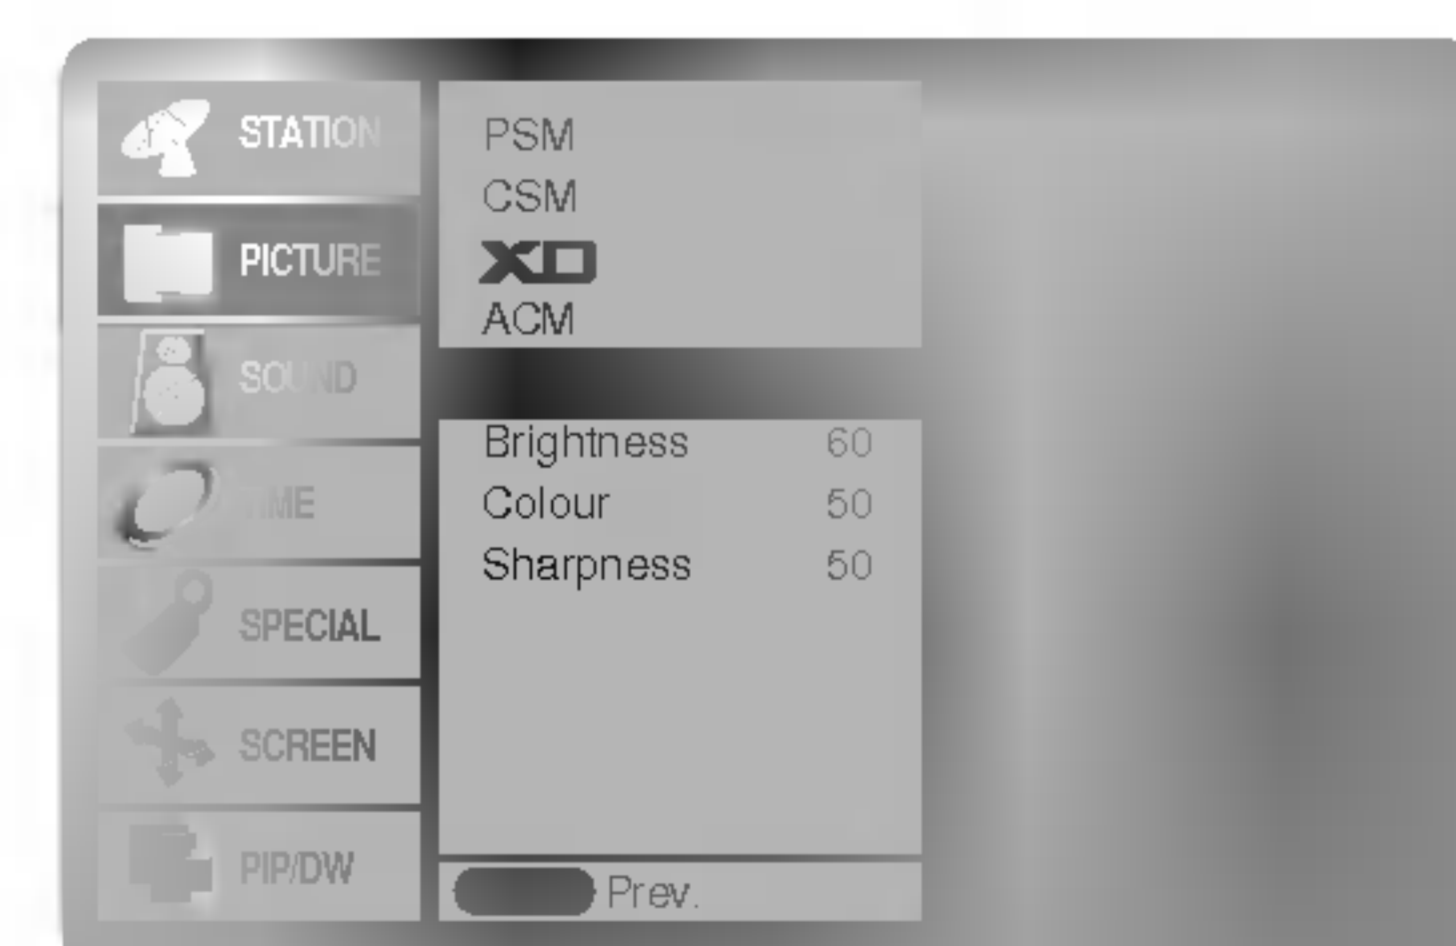 STATION
PICTURE
SOUND
TIME
SPECIAL
SCREEN
PIP/DW
PSM
CSM
XD
ACM
Brightness 60
Colour 50
Sharpness 50
Prev.